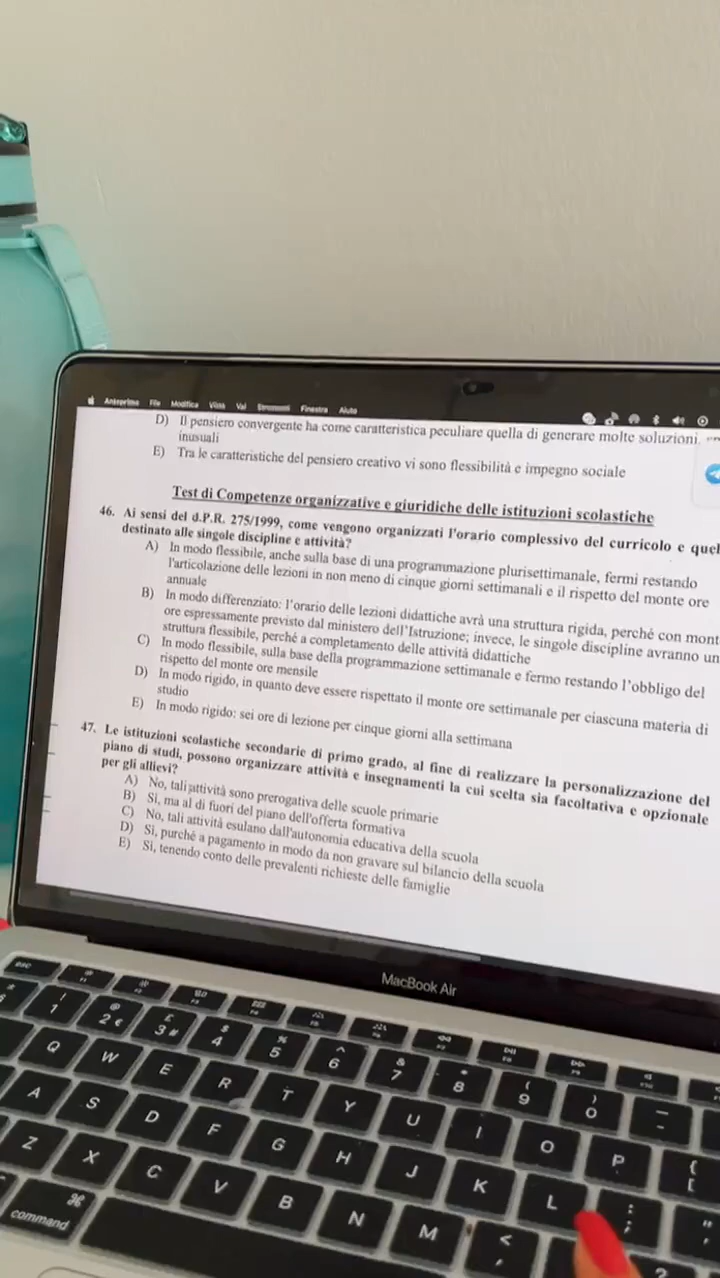 Anteprima File Modifica Vista Vai Strumenti Finestra Aiuto
D) Il pensiero convergente ha come caratteristica peculiare quella di generare molte soluzioni,
inusuali
E) Tra le caratteristiche del pensiero creativo vi sono flessibilità e impegno sociale
Test di Competenze organizzative e giuridiche delle istituzioni scolastiche
46. Ai sensi del d.P.R. 275/1999, come vengono organizzati l'orario complessivo del curricolo e quel
destinato alle singole discipline e attività?
A) In modo flessibile, anche sulla base di una programmazione plurisettimanale, fermi restando
l'articolazione delle lezioni in non meno di cinque giorni settimanali e il rispetto del monte ore
annuale
B) In modo differenziato: l'orario delle lezioni didattiche avrà una struttura rigida, perché con mont
ore espressamente previsto dal ministero dell'Istruzione; invece, le singole discipline avranno un
struttura flessibile, perché a completamento delle attività didattiche
C) In modo flessibile, sulla base della programmazione settimanale e fermo restando l'obbligo del
rispetto del monte ore mensile
D) In modo rigido, in quanto deve essere rispettato il monte ore settimanale per ciascuna materia di
studio
E) In modo rigido: sei ore di lezione per cinque giorni alla settimana
47. Le istituzioni scolastiche secondarie di primo grado, al fine di realizzare la personalizzazione del
piano di studi, possono organizzare attività e insegnamenti la cui scelta sia facoltativa e opzionale
per gli allievi?
A) No, tali attività sono prerogativa delle scuole primarie
B) Sì, ma al di fuori del piano dell'offerta formativa
C) No, tali attività esulano dall'autonomia educativa della scuola
D) Sì, purché a pagamento in modo da non gravare sul bilancio della scuola
E) Sì, tenendo conto delle prevalenti richieste delle famiglie
MacBook Air
esc
! 1 @ 2 € £ 3 # $ 4 % 5 ^ 6 & 7 * 8 ( 9 ) 0
Q W E R T Y U I O P { [
A S D F G H J K L : ; "
Z X C V B N M < , ?
⌘ command